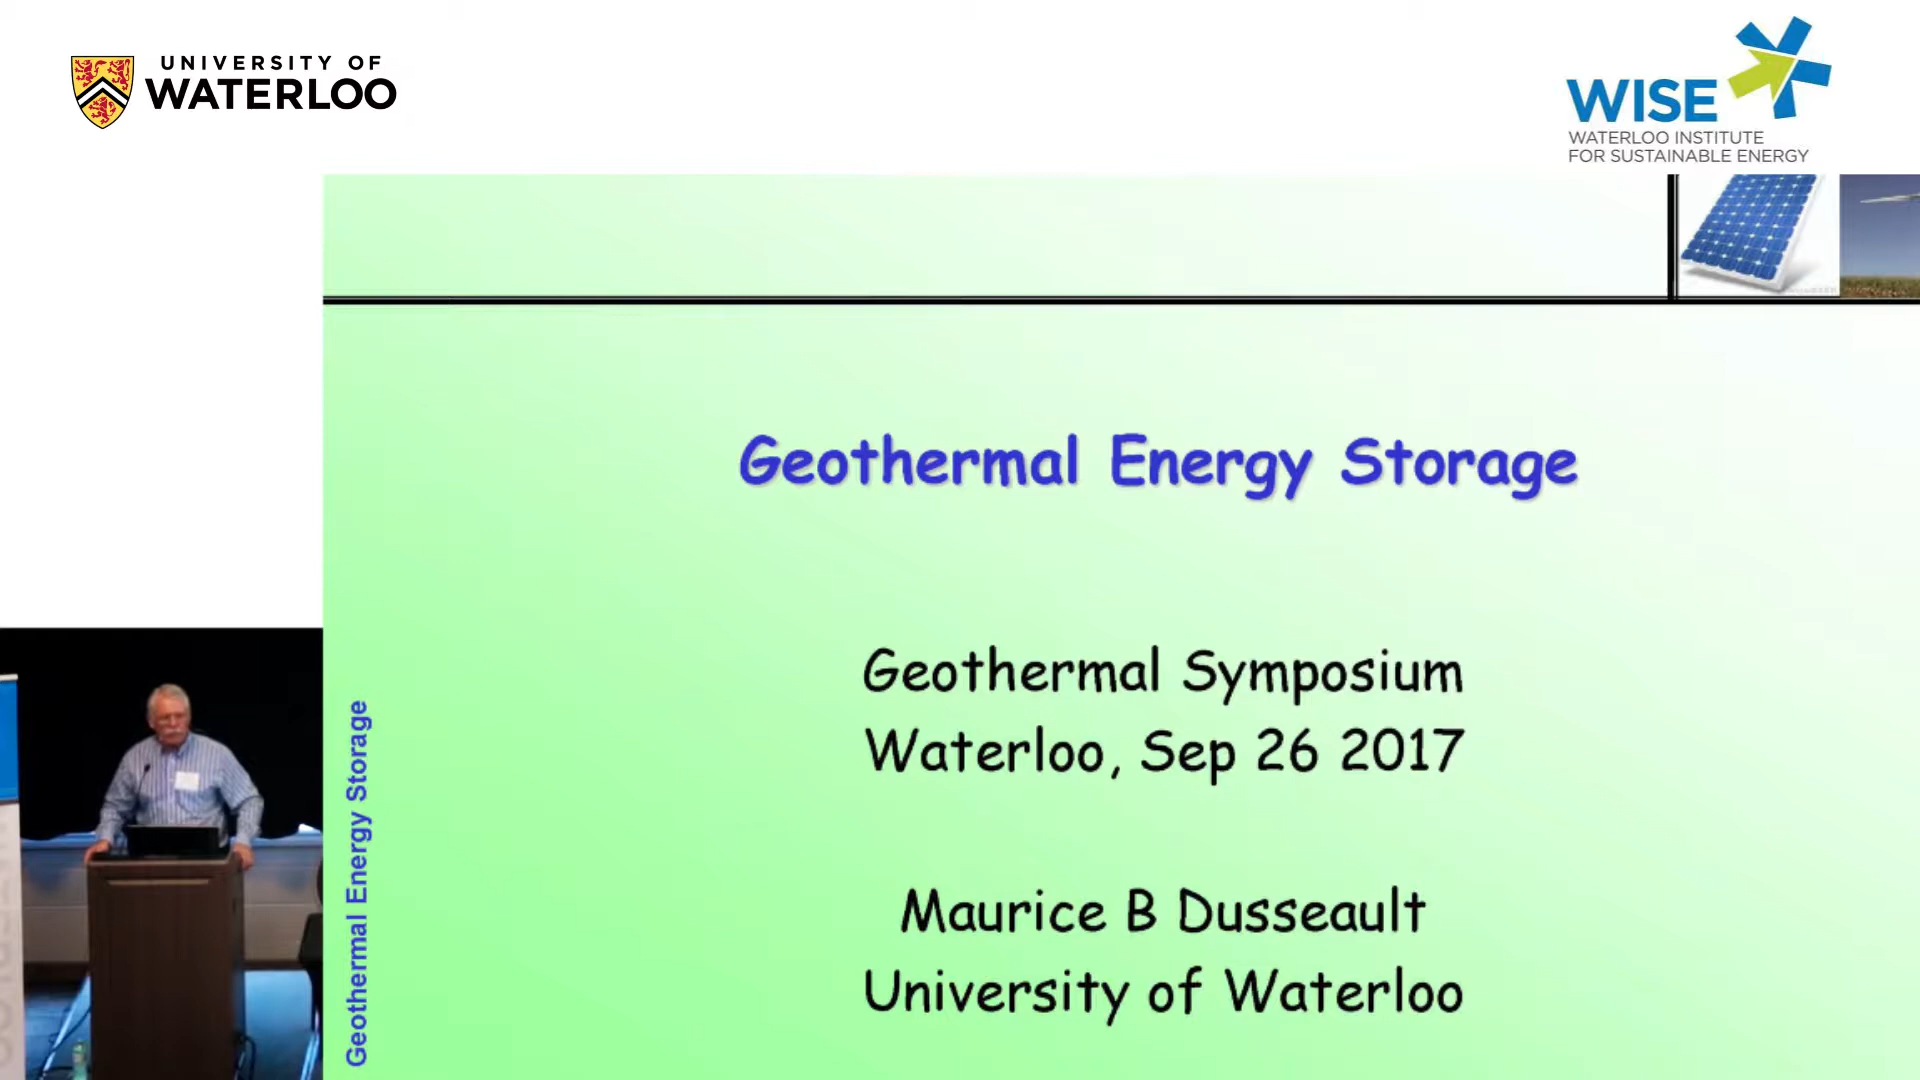 UNIVERSITY OF
WATERLOO
WISE
WATERLOO INSTITUTE
FOR SUSTAINABLE ENERGY
Geothermal Energy Storage
Geothermal Symposium
Waterloo, Sep 26 2017
Maurice B Dusseault
University of Waterloo
Geothermal Energy Storage